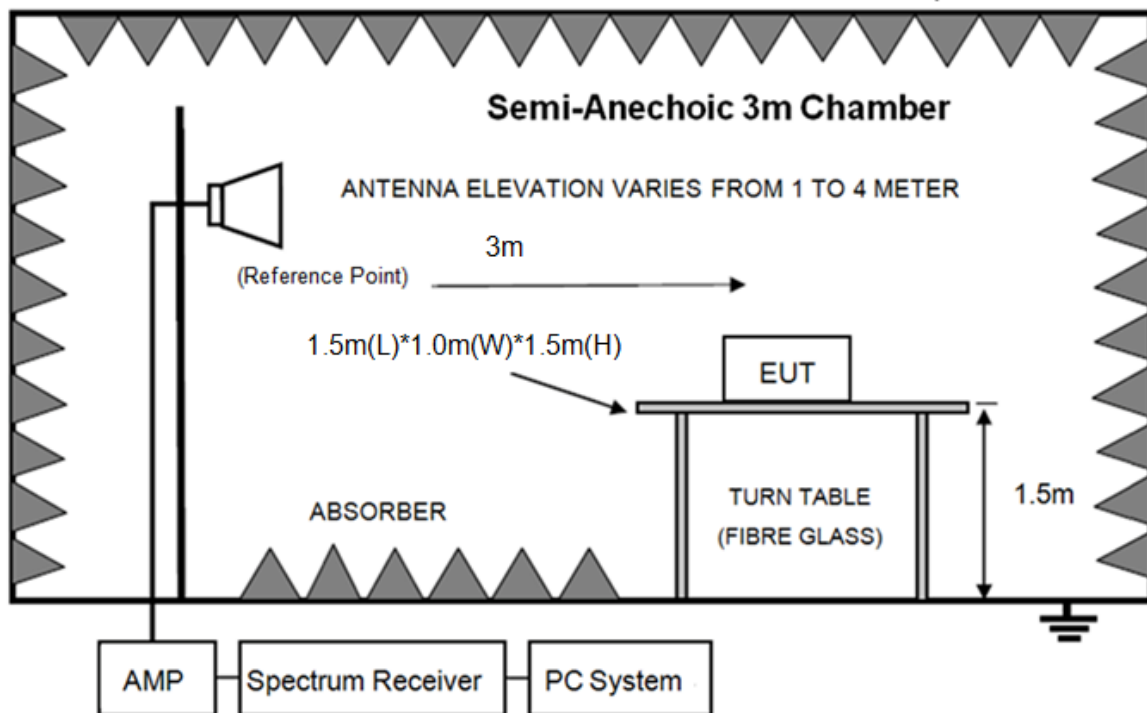 Semi-Anechoic 3m Chamber
ANTENNA ELEVATION VARIES FROM 1 TO 4 METER
3m
(Reference Point)
1.5m(L)*1.0m(W)*1.5m(H)
EUT
ABSORBER
TURN TABLE
(FIBRE GLASS)
1.5m
AMP
Spectrum Receiver
PC System